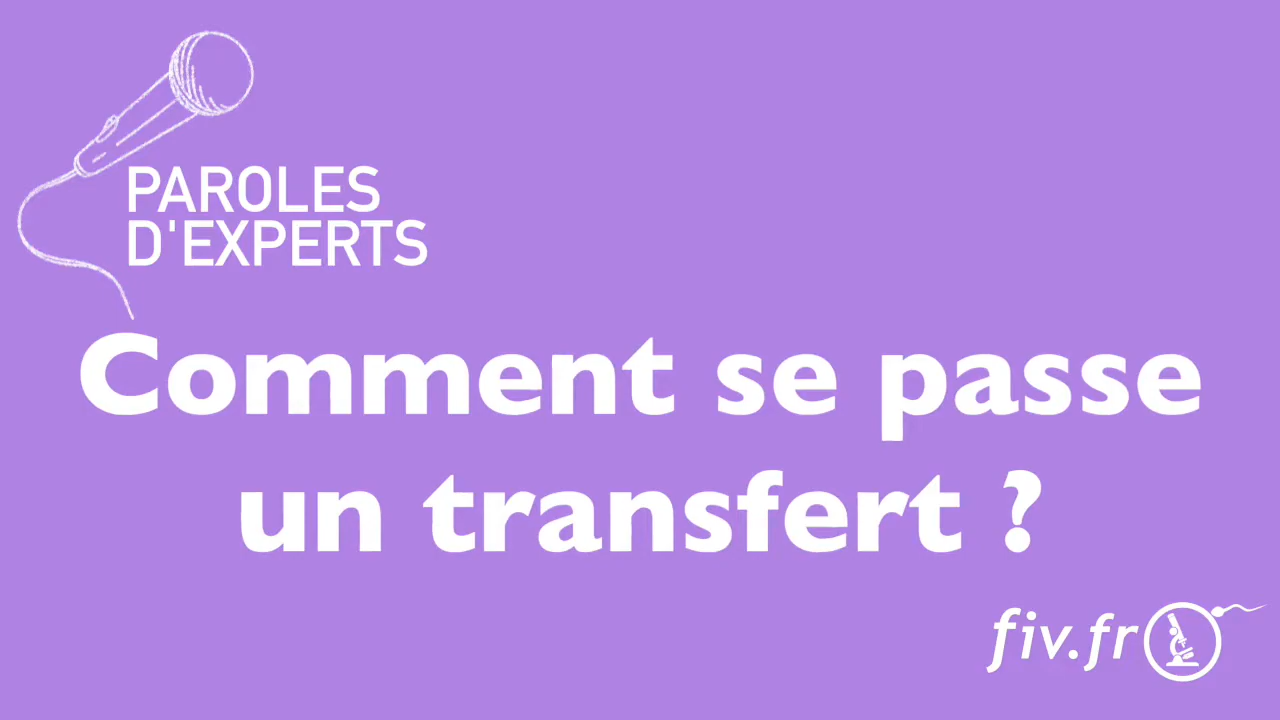 PAROLES
D'EXPERTS
Comment se passe
un transfert ?
fiv.fr